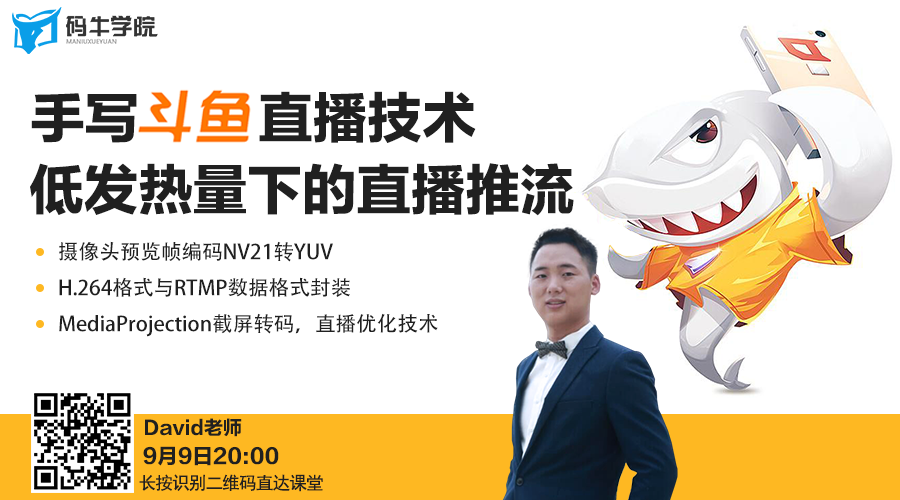 码牛学院
MANIUXUEYUAN
手写斗鱼直播技术
低发热量下的直播推流
摄像头预览帧编码NV21转YUV
H.264格式与RTMP数据格式封装
MediaProjection截屏转码，直播优化技术
David老师
9月9日20:00
长按识别二维码直达课堂